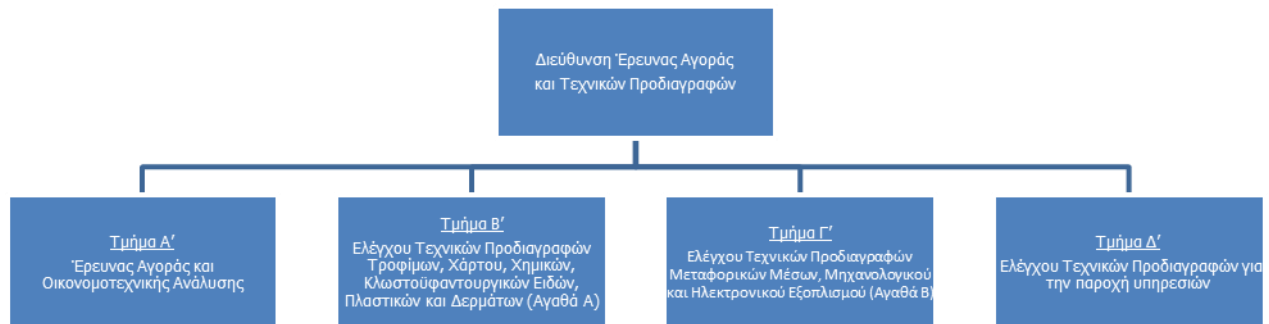 Διεύθυνση Έρευνας Αγοράς
και Τεχνικών Προδιαγραφών
Τμήμα Α’
Έρευνας Αγοράς και
Οικονομοτεχνικής Ανάλυσης
Τμήμα Β’
Ελέγχου Τεχνικών Προδιαγραφών
Τροφίμων, Χάρτου, Χημικών,
Κλωστοϋφαντουργικών Ειδών,
Πλαστικών και Δερμάτων (Αγαθά Α)
Τμήμα Γ’
Ελέγχου Τεχνικών Προδιαγραφών
Μεταφορικών Μέσων, Μηχανολογικού
και Ηλεκτρονικού Εξοπλισμού (Αγαθά Β)
Τμήμα Δ’
Ελέγχου Τεχνικών Προδιαγραφών για
την παροχή υπηρεσιών